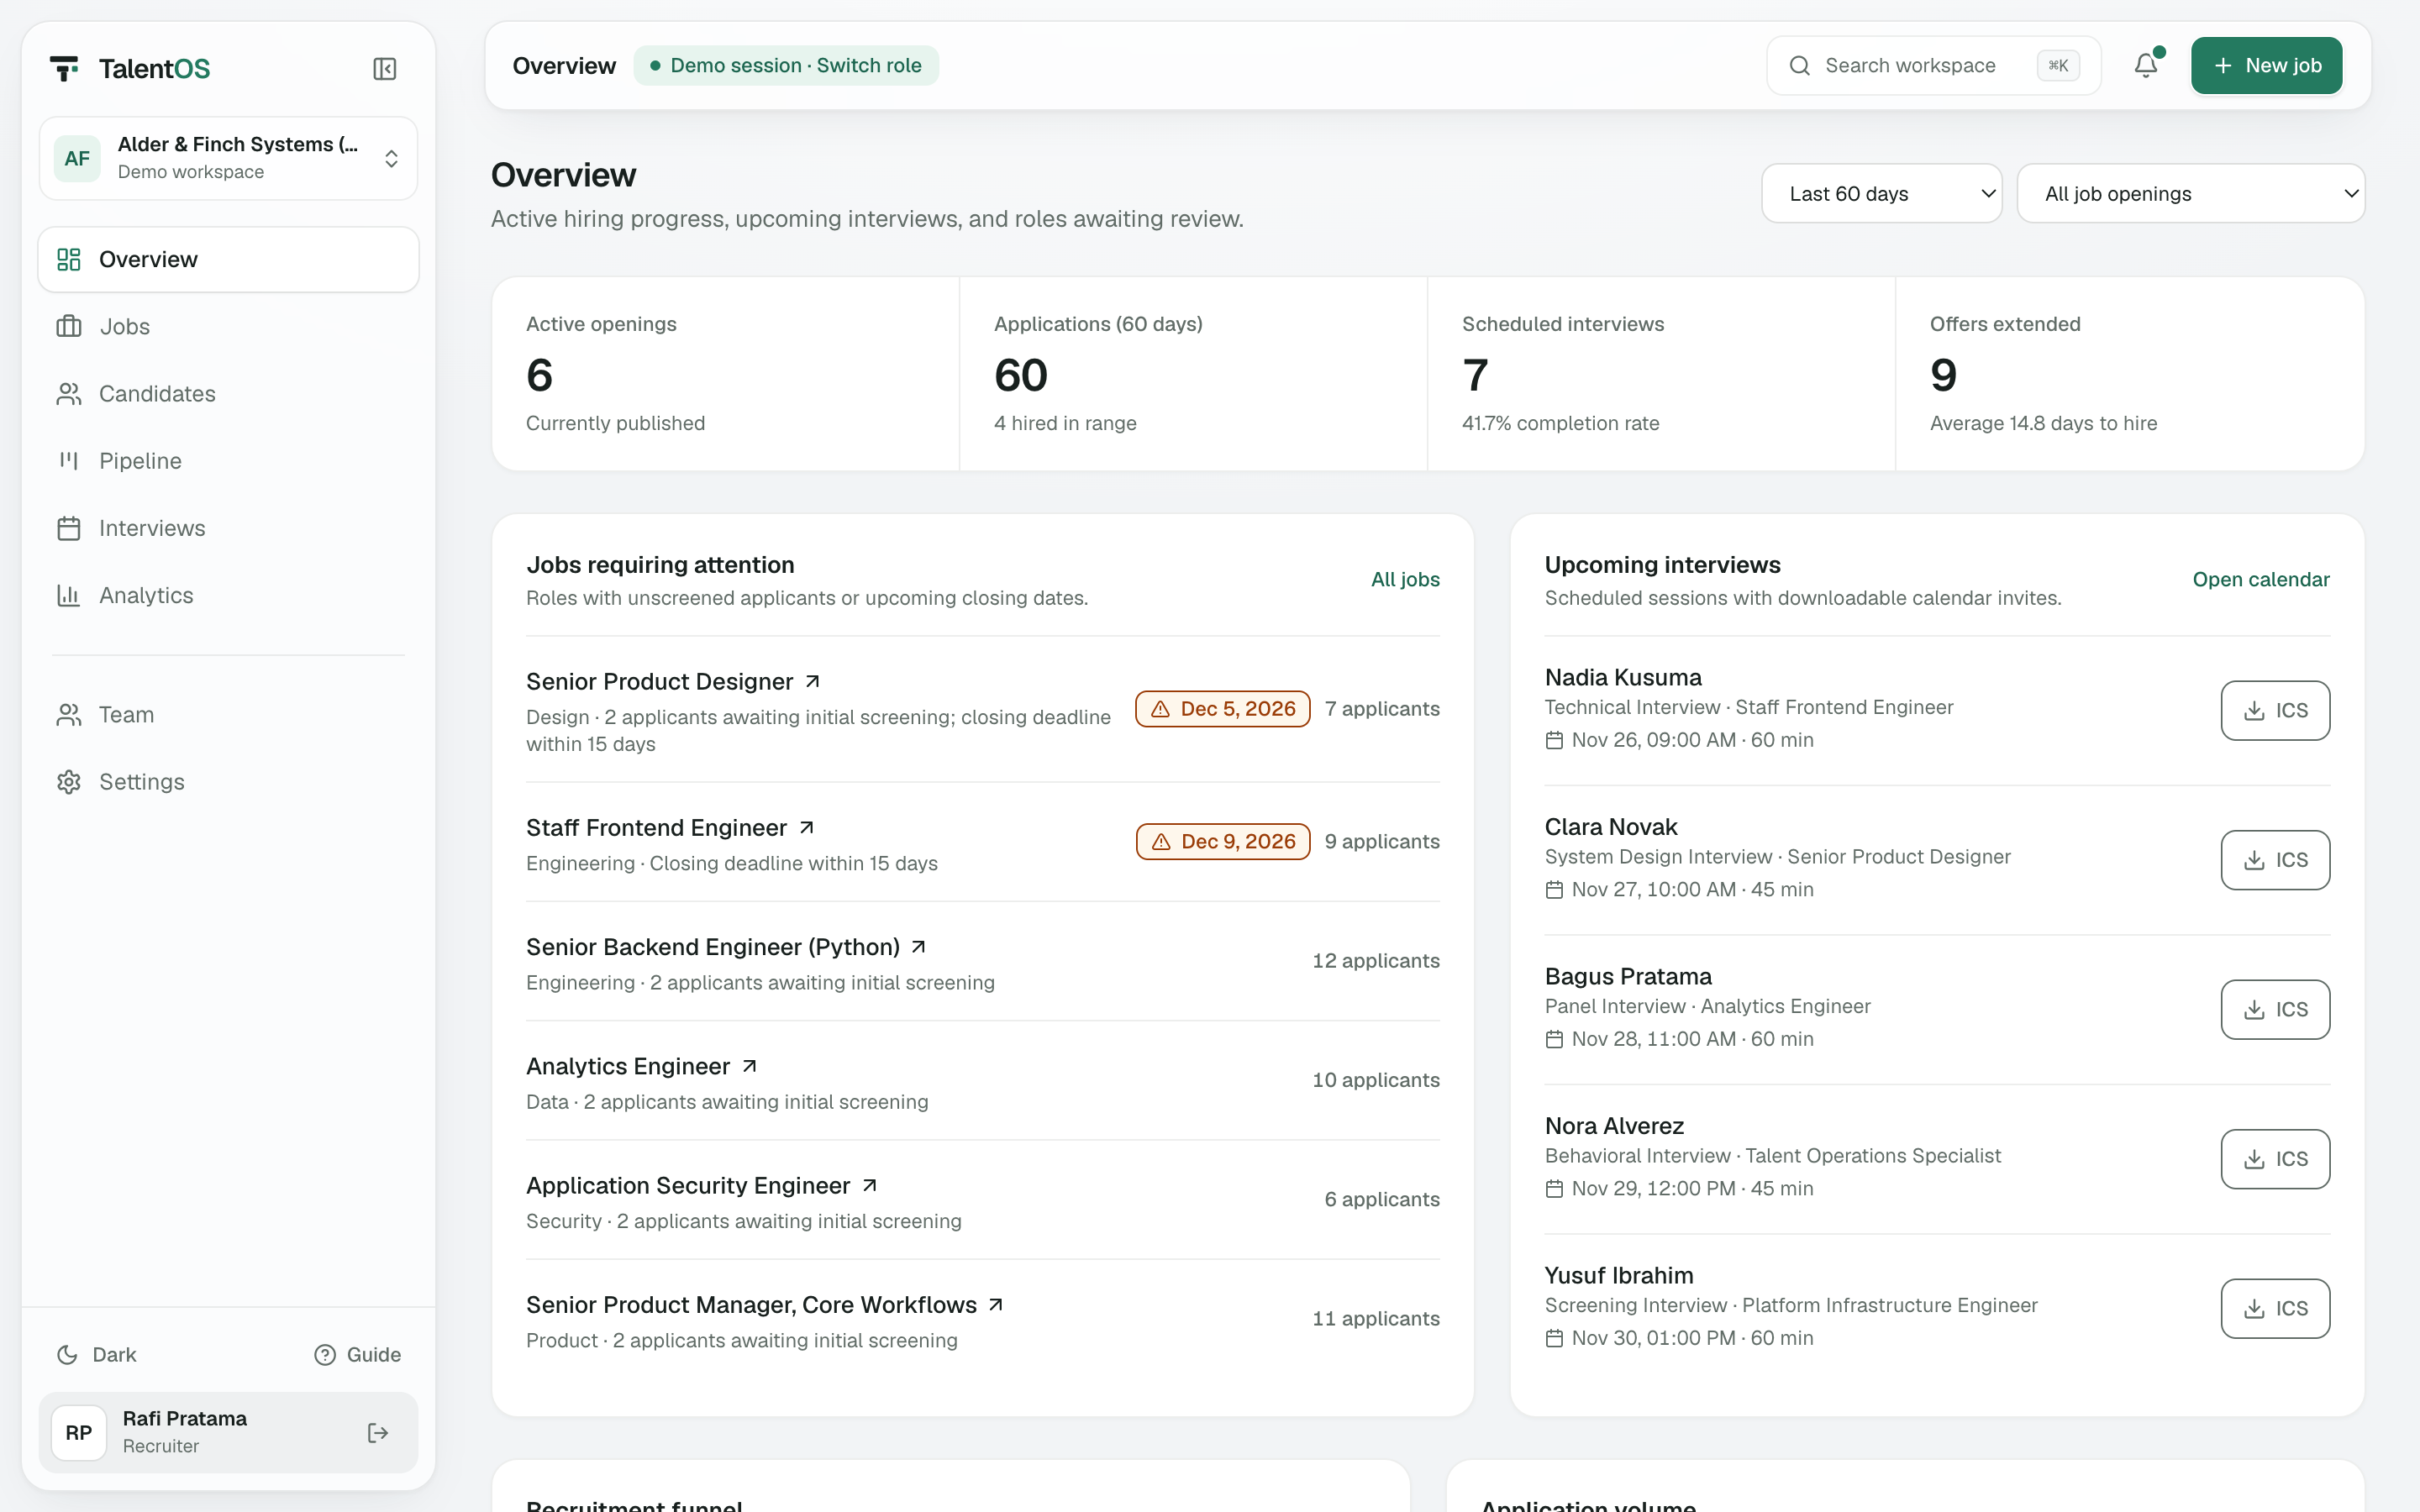 TalentOS
AF
Alder & Finch Systems (...
Demo workspace
Overview
Jobs
Candidates
Pipeline
Interviews
Analytics
Team
Settings
Dark
Guide
RP
Rafi Pratama
Recruiter
Overview
Demo session · Switch role
Search workspace
⌘K
New job
Overview
Active hiring progress, upcoming interviews, and roles awaiting review.
Last 60 days
All job openings
Active openings
6
Currently published
Applications (60 days)
60
4 hired in range
Scheduled interviews
7
41.7% completion rate
Offers extended
9
Average 14.8 days to hire
Jobs requiring attention
Roles with unscreened applicants or upcoming closing dates.
All jobs
Senior Product Designer
Design · 2 applicants awaiting initial screening; closing deadline
within 15 days
Dec 5, 2026
7 applicants
Staff Frontend Engineer
Engineering · Closing deadline within 15 days
Dec 9, 2026
9 applicants
Senior Backend Engineer (Python)
Engineering · 2 applicants awaiting initial screening
12 applicants
Analytics Engineer
Data · 2 applicants awaiting initial screening
10 applicants
Application Security Engineer
Security · 2 applicants awaiting initial screening
6 applicants
Senior Product Manager, Core Workflows
Product · 2 applicants awaiting initial screening
11 applicants
Upcoming interviews
Scheduled sessions with downloadable calendar invites.
Open calendar
Nadia Kusuma
Technical Interview · Staff Frontend Engineer
Nov 26, 09:00 AM · 60 min
ICS
Clara Novak
System Design Interview · Senior Product Designer
Nov 27, 10:00 AM · 45 min
ICS
Bagus Pratama
Panel Interview · Analytics Engineer
Nov 28, 11:00 AM · 60 min
ICS
Nora Alverez
Behavioral Interview · Talent Operations Specialist
Nov 29, 12:00 PM · 45 min
ICS
Yusuf Ibrahim
Screening Interview · Platform Infrastructure Engineer
Nov 30, 01:00 PM · 60 min
ICS
Recruitment funnel
Application volume